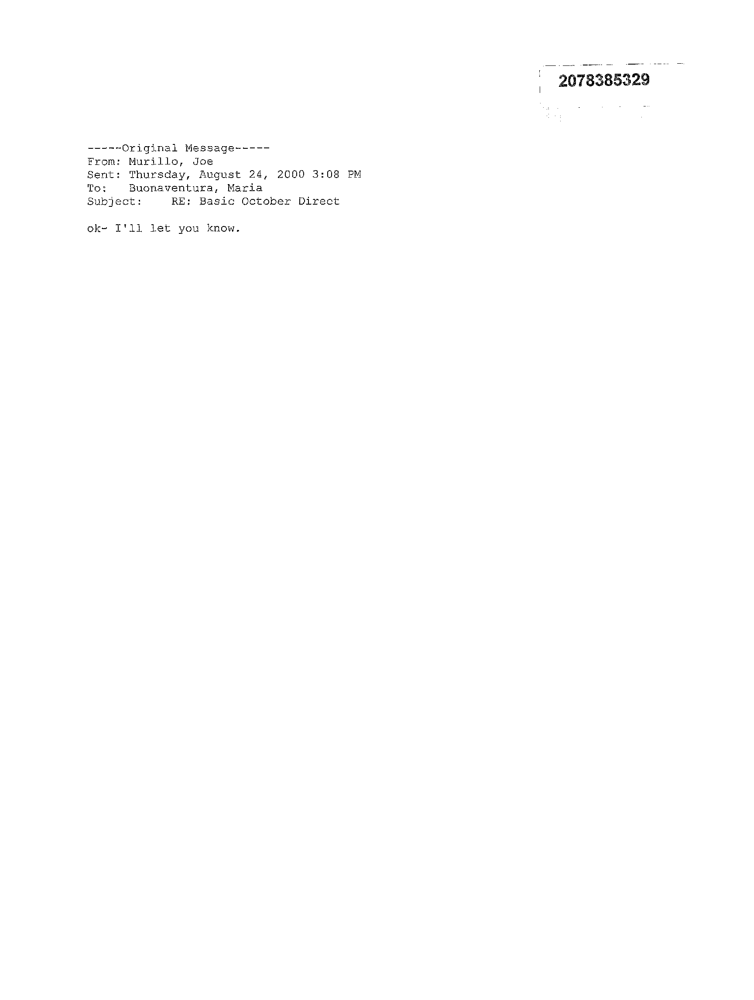 2078385329
-----Original Message-----
From: Murillo, Joe
Sent: Thursday, August 24, 2000 3:08 PM
To: Buonaventura, Maria
Subject: RE: Basic October Direct
ok- I'll let you know.